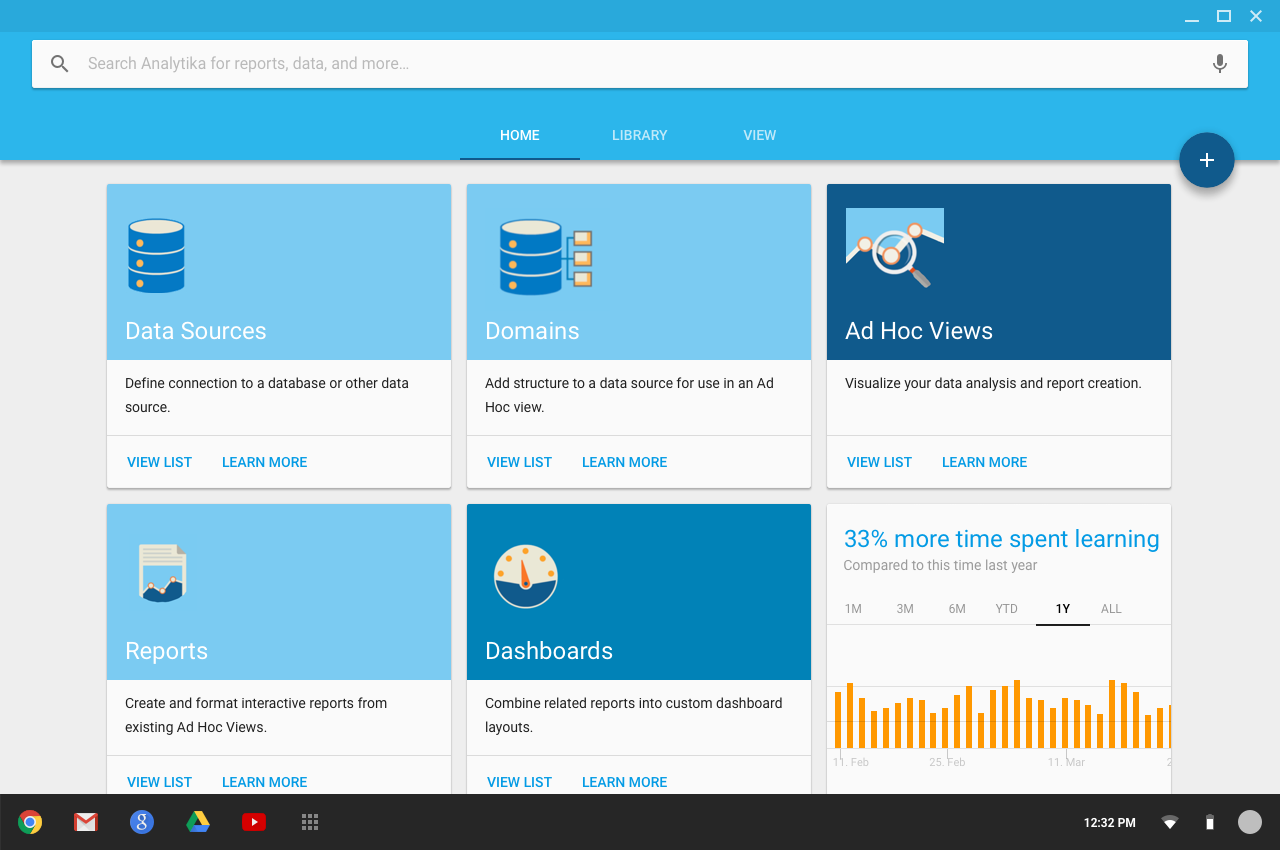 Search Analytika for reports, data, and more...
HOME LIBRARY VIEW
+
Data Sources
Define connection to a database or other data
source.
VIEW LIST LEARN MORE
Domains
Add structure to a data source for use in an Ad
Hoc view.
VIEW LIST LEARN MORE
Ad Hoc Views
Visualize your data analysis and report creation.
VIEW LIST LEARN MORE
Reports
Create and format interactive reports from
existing Ad Hoc Views.
VIEW LIST LEARN MORE
Dashboards
Combine related reports into custom dashboard
layouts.
VIEW LIST LEARN MORE
33% more time spent learning
Compared to this time last year
1M 3M 6M YTD 1Y ALL
11. Feb 25. Feb 11. Mar 2
g
12:32 PM